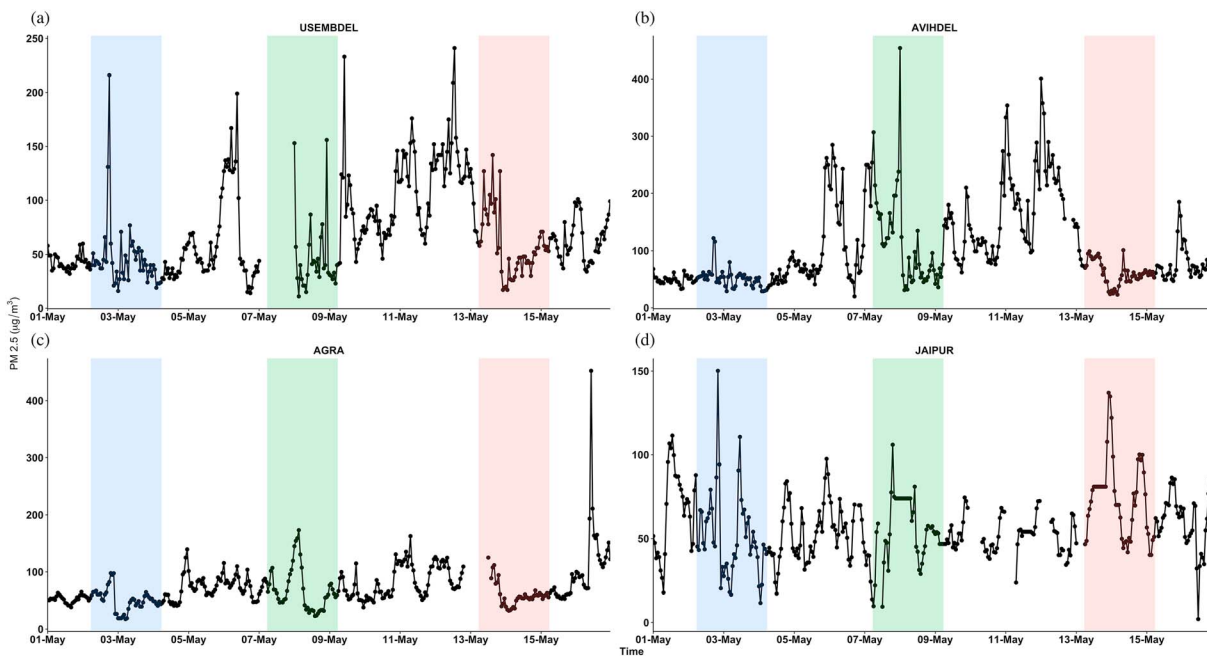 (a) USEMBDEL
250
200
150
100
50
0
01-May 03-May 05-May 07-May 09-May 11-May 13-May 15-May
(b) AVIHDEL
400
300
200
100
0
01-May 03-May 05-May 07-May 09-May 11-May 13-May 15-May
PM 2.5 (ug/m³)
(c) AGRA
400
300
200
100
0
01-May 03-May 05-May 07-May 09-May 11-May 13-May 15-May
(d) JAIPUR
150
100
50
0
01-May 03-May 05-May 07-May 09-May 11-May 13-May 15-May
Time